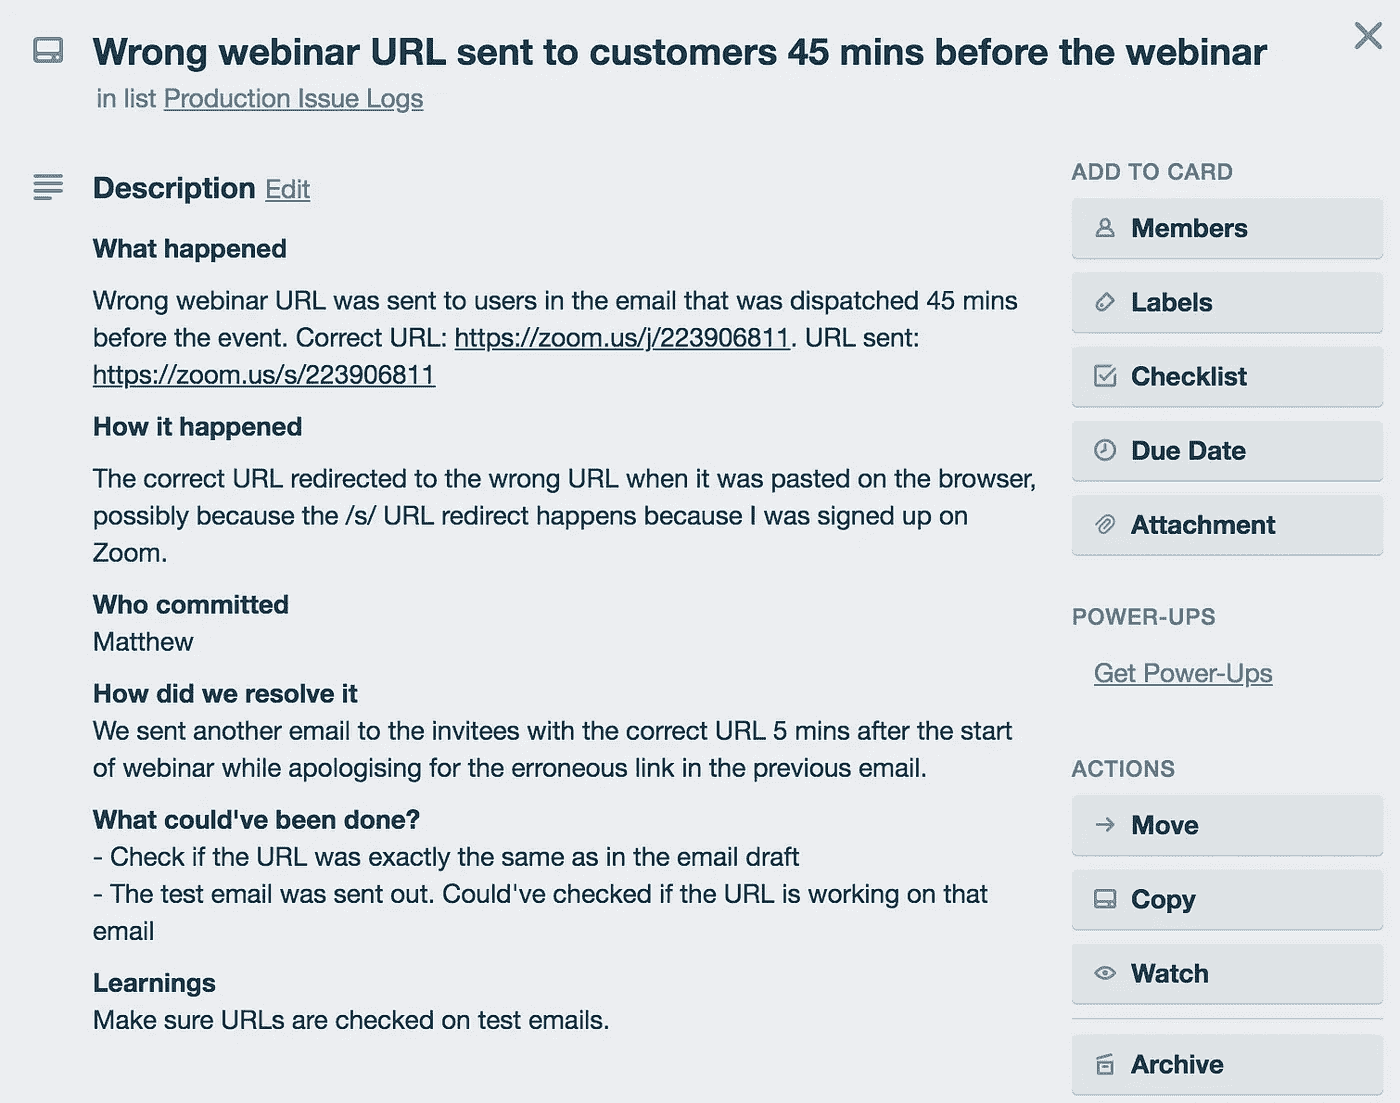 Wrong webinar URL sent to customers 45 mins before the webinar
in list Production Issue Logs
Description Edit
What happened
Wrong webinar URL was sent to users in the email that was dispatched 45 mins
before the event. Correct URL: https://zoom.us/j/223906811. URL sent:
https://zoom.us/s/223906811
How it happened
The correct URL redirected to the wrong URL when it was pasted on the browser,
possibly because the /s/ URL redirect happens because I was signed up on
Zoom.
Who committed
Matthew
How did we resolve it
We sent another email to the invitees with the correct URL 5 mins after the start
of webinar while apologising for the erroneous link in the previous email.
What could've been done?
- Check if the URL was exactly the same as in the email draft
- The test email was sent out. Could've checked if the URL is working on that
email
Learnings
Make sure URLs are checked on test emails.
ADD TO CARD
Members
Labels
Checklist
Due Date
Attachment
POWER-UPS
Get Power-Ups
ACTIONS
Move
Copy
Watch
Archive